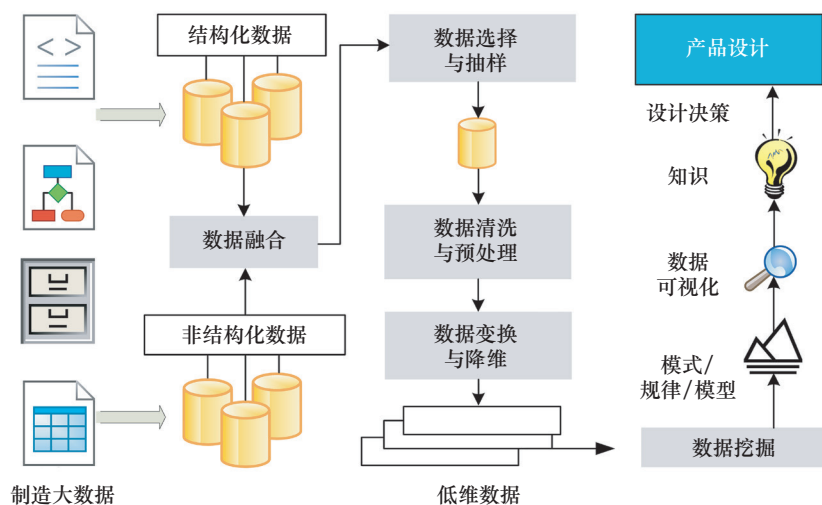 结构化数据
数据融合
非结构化数据
制造大数据
数据选择
与抽样
数据清洗
与预处理
数据变换
与降维
低维数据
产品设计
设计决策
知识
数据
可视化
模式/
规律/模型
数据挖掘